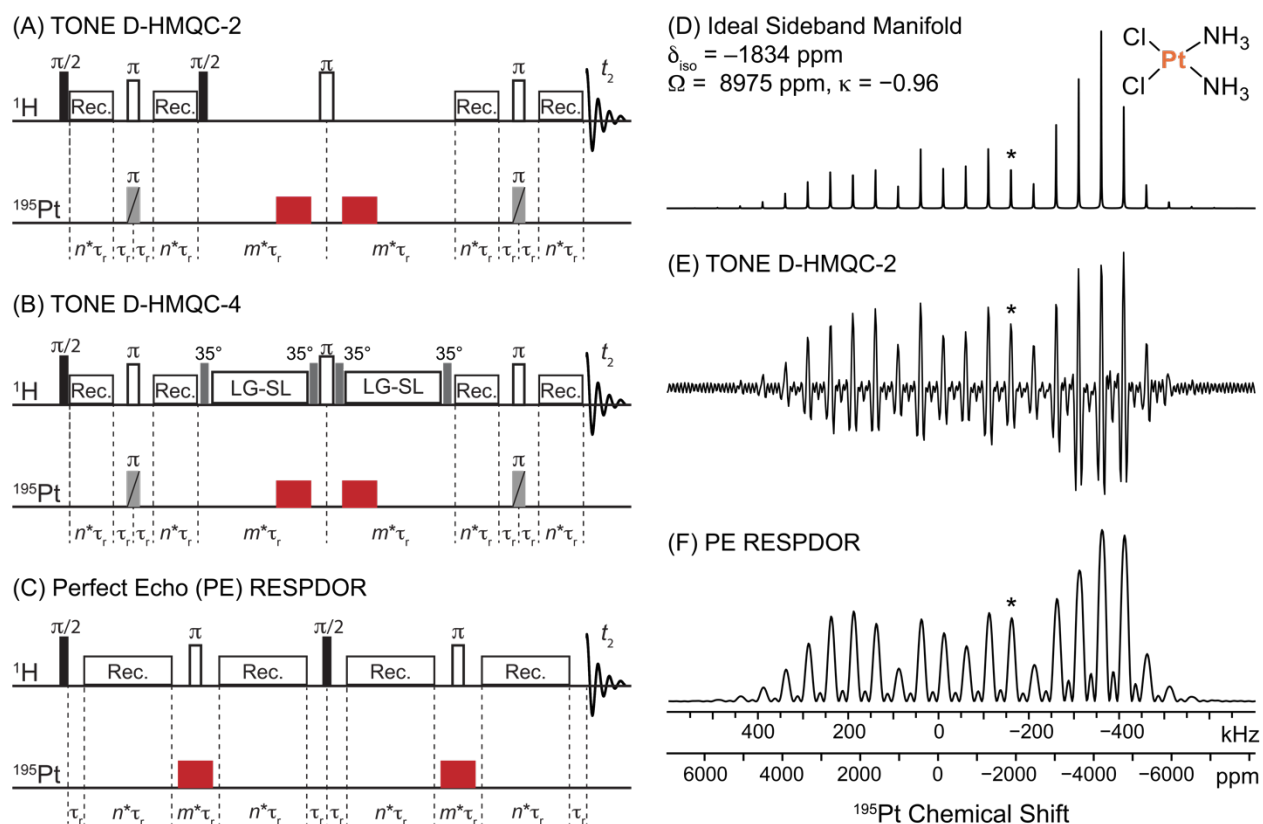 (A) TONE D-HMQC-2
π/2 π π/2 π π t₂
¹H Rec. Rec. Rec. Rec.
π π
¹⁹⁵Pt
n*τᵣ τᵣ τᵣ n*τᵣ m*τᵣ m*τᵣ n*τᵣ τᵣ τᵣ n*τᵣ
(B) TONE D-HMQC-4
π/2 π 35° 35° π 35° 35° π t₂
¹H Rec. Rec. LG-SL LG-SL Rec. Rec.
π π
¹⁹⁵Pt
n*τᵣ τᵣ τᵣ n*τᵣ m*τᵣ m*τᵣ n*τᵣ τᵣ τᵣ n*τᵣ
(C) Perfect Echo (PE) RESPDOR
π/2 π π/2 π t₂
¹H Rec. Rec. Rec. Rec.
¹⁹⁵Pt
τᵣ n*τᵣ m*τᵣ n*τᵣ τᵣ τᵣ n*τᵣ m*τᵣ n*τᵣ τᵣ
(D) Ideal Sideband Manifold
δiso = –1834 ppm
Ω = 8975 ppm, κ = −0.96
Cl NH₃
Pt
Cl NH₃
*
(E) TONE D-HMQC-2
*
(F) PE RESPDOR
*
400 200 0 −200 −400 kHz
6000 4000 2000 0 −2000 −4000 −6000 ppm
¹⁹⁵Pt Chemical Shift